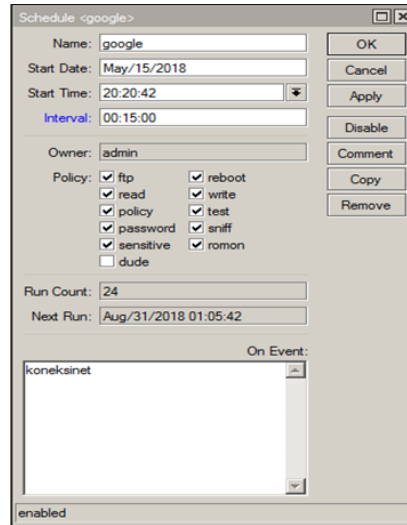 Schedule <google>
Name: google
Start Date: May/15/2018
Start Time: 20:20:42
Interval: 00:15:00
Owner: admin
Policy: ftp reboot
read write
policy test
password sniff
sensitive romon
dude
Run Count: 24
Next Run: Aug/31/2018 01:05:42
On Event:
koneksinet
enabled
OK
Cancel
Apply
Disable
Comment
Copy
Remove